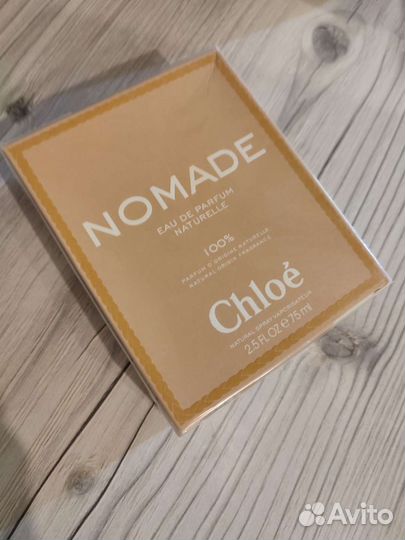 NOMADE
EAU DE PARFUM
NATURELLE
100%
PARFUM D'ORIGINE NATURELLE
NATURAL ORIGIN FRAGRANCE
Chloé
NATURAL SPRAY VAPORISATEUR
2.5 FL OZ e 75 ml
Avito